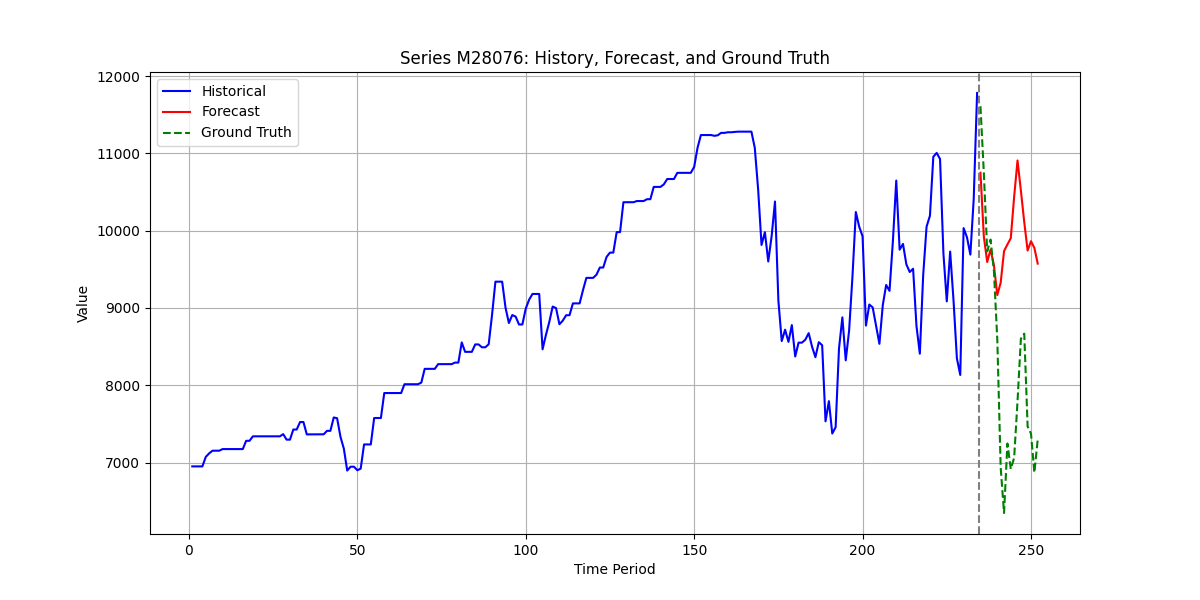 Series M28076: History, Forecast, and Ground Truth
12000
11000
10000
9000
8000
7000
Value
Historical
Forecast
Ground Truth
0
50
100
150
200
250
Time Period